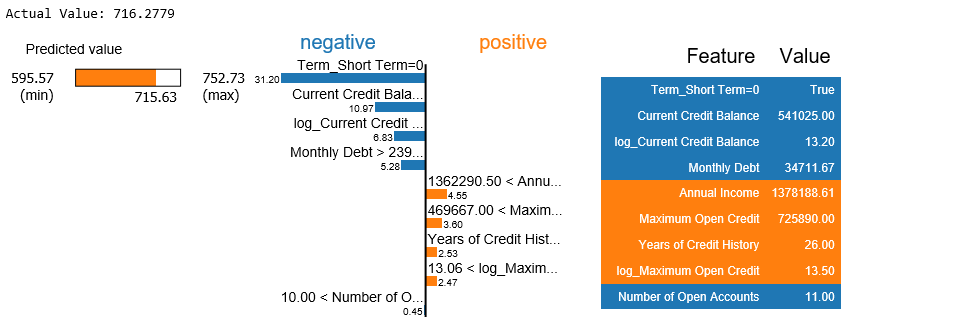 Actual Value: 716.2779
Predicted value
595.57
(min)
715.63
752.73
(max)
negative
positive
Term_Short Term=0
31.20
Current Credit Bala...
10.97
log_Current Credit ...
6.83
Monthly Debt > 239...
5.28
1362290.50 < Annu...
4.55
469667.00 < Maxim...
3.60
Years of Credit Hist...
2.53
13.06 < log_Maxim...
2.47
10.00 < Number of O...
0.45
Feature Value
Term_Short Term=0 True
Current Credit Balance 541025.00
log_Current Credit Balance 13.20
Monthly Debt 34711.67
Annual Income 1378188.61
Maximum Open Credit 725890.00
Years of Credit History 26.00
log_Maximum Open Credit 13.50
Number of Open Accounts 11.00